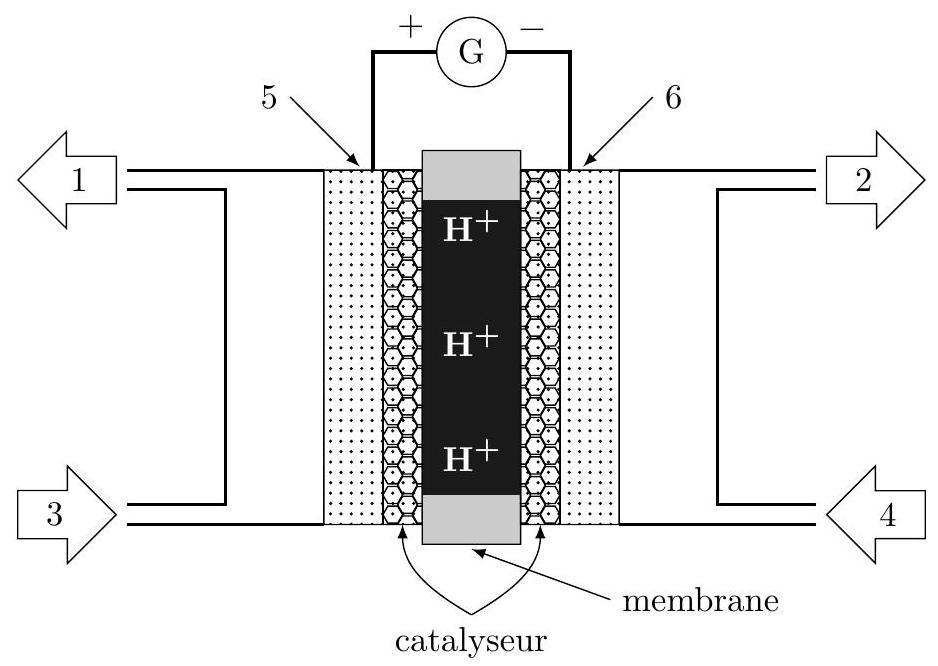 + G −
5
6
1
2
H⁺
H⁺
H⁺
3
4
membrane
catalyseur